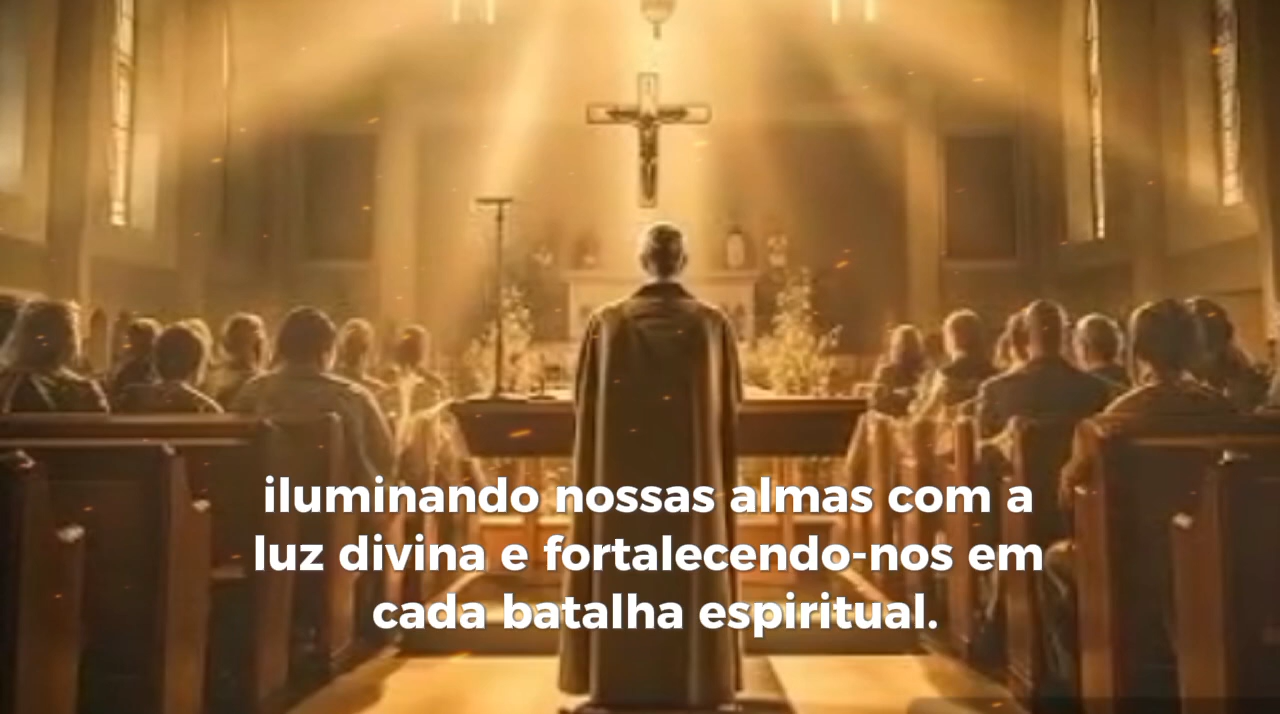 iluminando nossas almas com a
luz divina e fortalecendo-nos em
cada batalha espiritual.